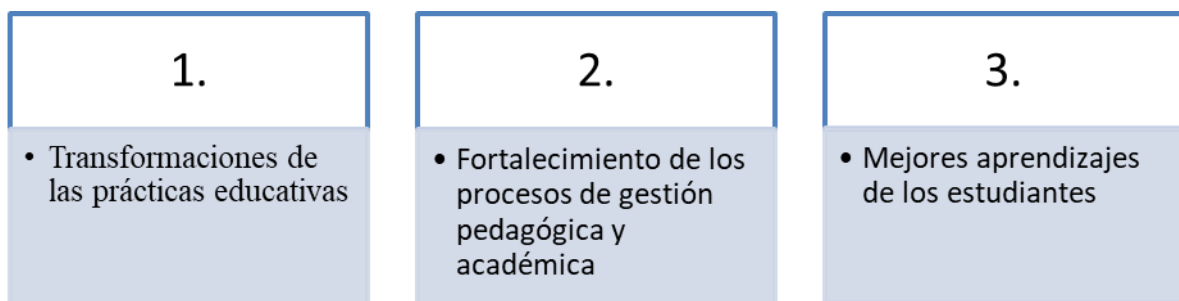 1.
• Transformaciones de
las prácticas educativas
2.
• Fortalecimiento de los
procesos de gestión
pedagógica y
académica
3.
• Mejores aprendizajes
de los estudiantes